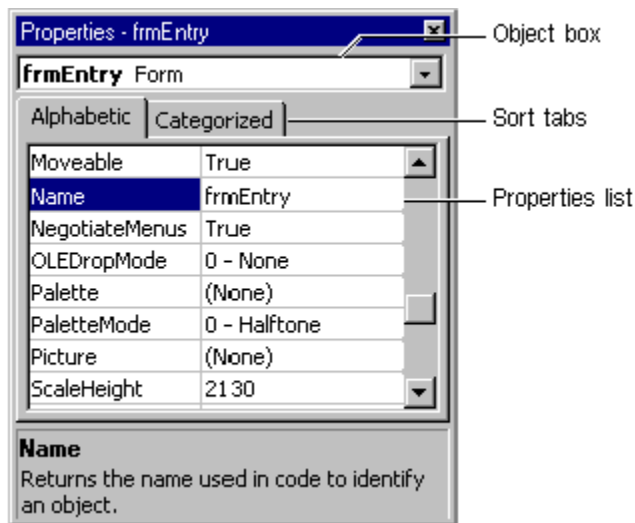 Properties - frmEntry
Object box
frmEntry Form
Alphabetic
Categorized
Sort tabs
Moveable True
Name frmEntry
Properties list
NegotiateMenus True
OLEDropMode 0 - None
Palette (None)
PaletteMode 0 - Halftone
Picture (None)
ScaleHeight 2130
Name
Returns the name used in code to identify
an object.